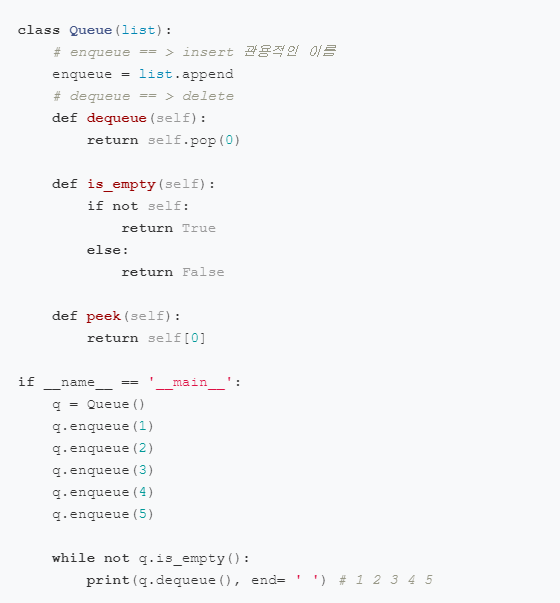 class Queue(list):
    # enqueue == > insert 관용적인 이름
    enqueue = list.append
    # dequeue == > delete
    def dequeue(self):
        return self.pop(0)

    def is_empty(self):
        if not self:
            return True
        else:
            return False

    def peek(self):
        return self[0]

if __name__ == '__main__':
    q = Queue()
    q.enqueue(1)
    q.enqueue(2)
    q.enqueue(3)
    q.enqueue(4)
    q.enqueue(5)

    while not q.is_empty():
        print(q.dequeue(), end= ' ') # 1 2 3 4 5